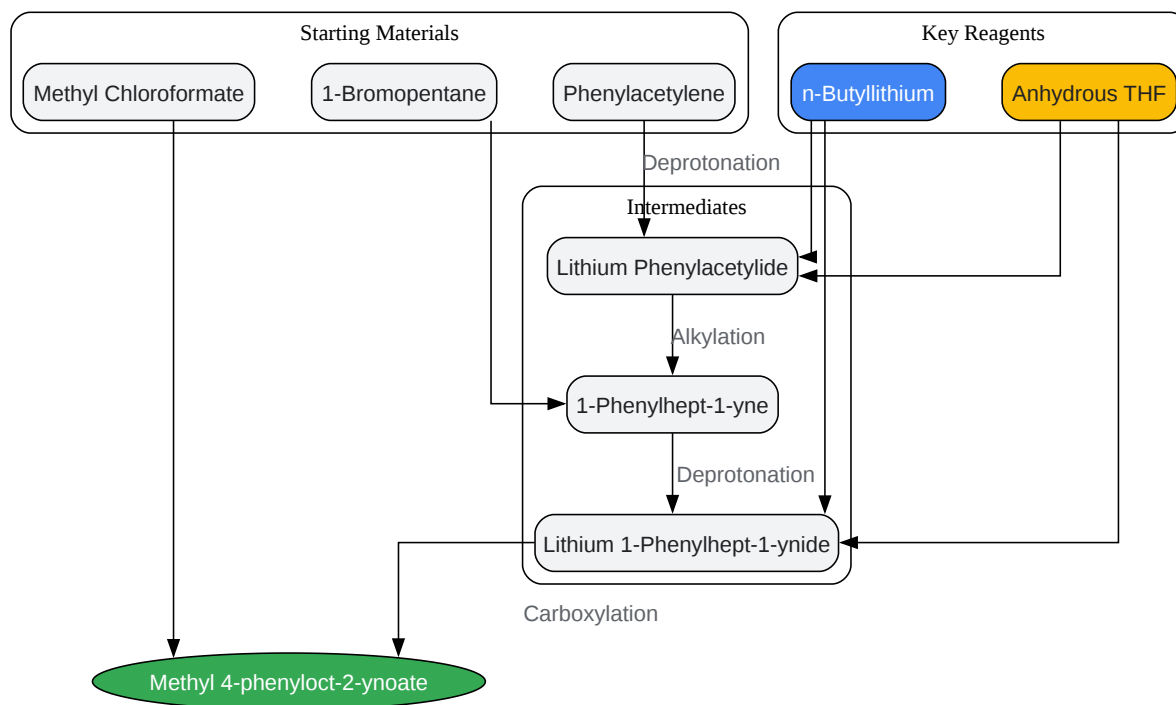 Starting Materials
Key Reagents
Methyl Chloroformate
1-Bromopentane
Phenylacetylene
n-Butyllithium
Anhydrous THF
Deprotonation
Intermediates
Lithium Phenylacetylide
Alkylation
1-Phenylhept-1-yne
Deprotonation
Lithium 1-Phenylhept-1-ynide
Carboxylation
Methyl 4-phenyloct-2-ynoate